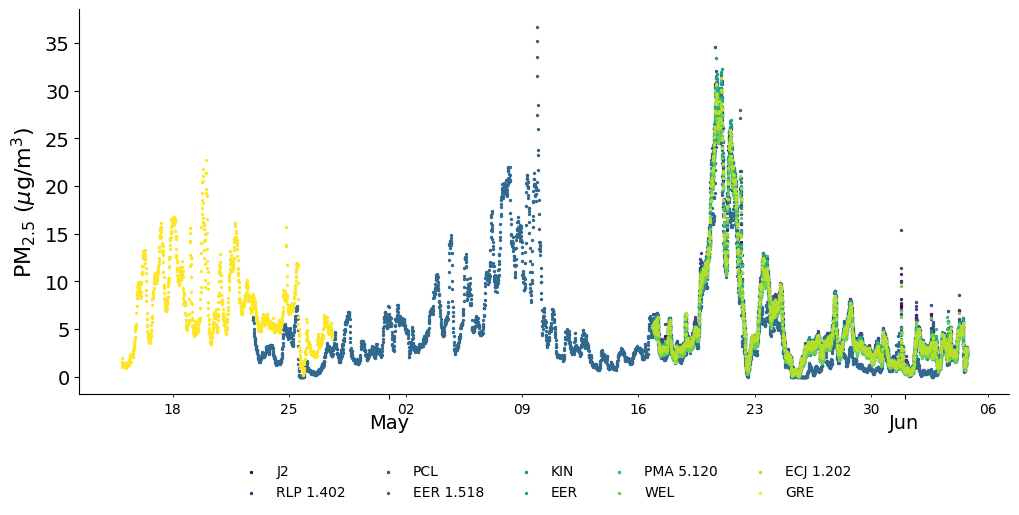 PM2.5 (μg/m3)
35
30
25
20
15
10
5
0
18 25 02 09 16 23 30 06
May Jun
J2 PCL KIN PMA 5.120 ECJ 1.202
RLP 1.402 EER 1.518 EER WEL GRE